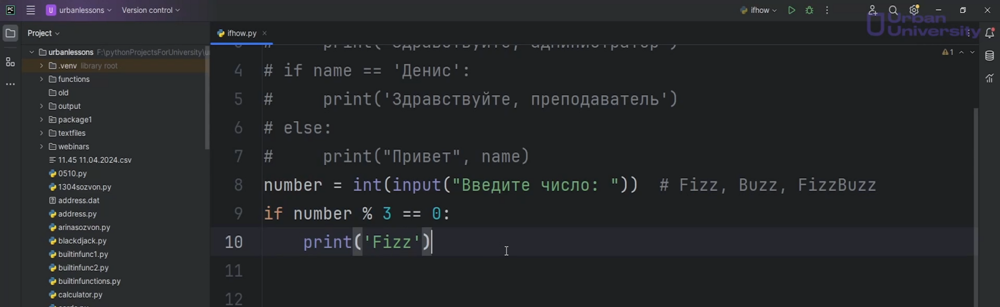 PC
U urbanlessons
Version control
ifhow
Urban
University
Project
ifhow.py
urbanlessons F:\pythonProjectsForUniversity\u
.venv library root
functions
old
output
package1
textfiles
webinars
11.45 11.04.2024.csv
0510.py
1304sozvon.py
address.dat
address.py
arinasozvon.py
blackdjack.py
builtinfunc1.py
builtinfunc2.py
builtinfunctions.py
calculator.py
1
3 # print('Здравствуйте, администратор')
4 # if name == 'Денис':
5 # print('Здравствуйте, преподаватель')
6 # else:
7 # print("Привет", name)
8 number = int(input("Введите число: ")) # Fizz, Buzz, FizzBuzz
9 if number % 3 == 0:
10 print('Fizz')
11
12